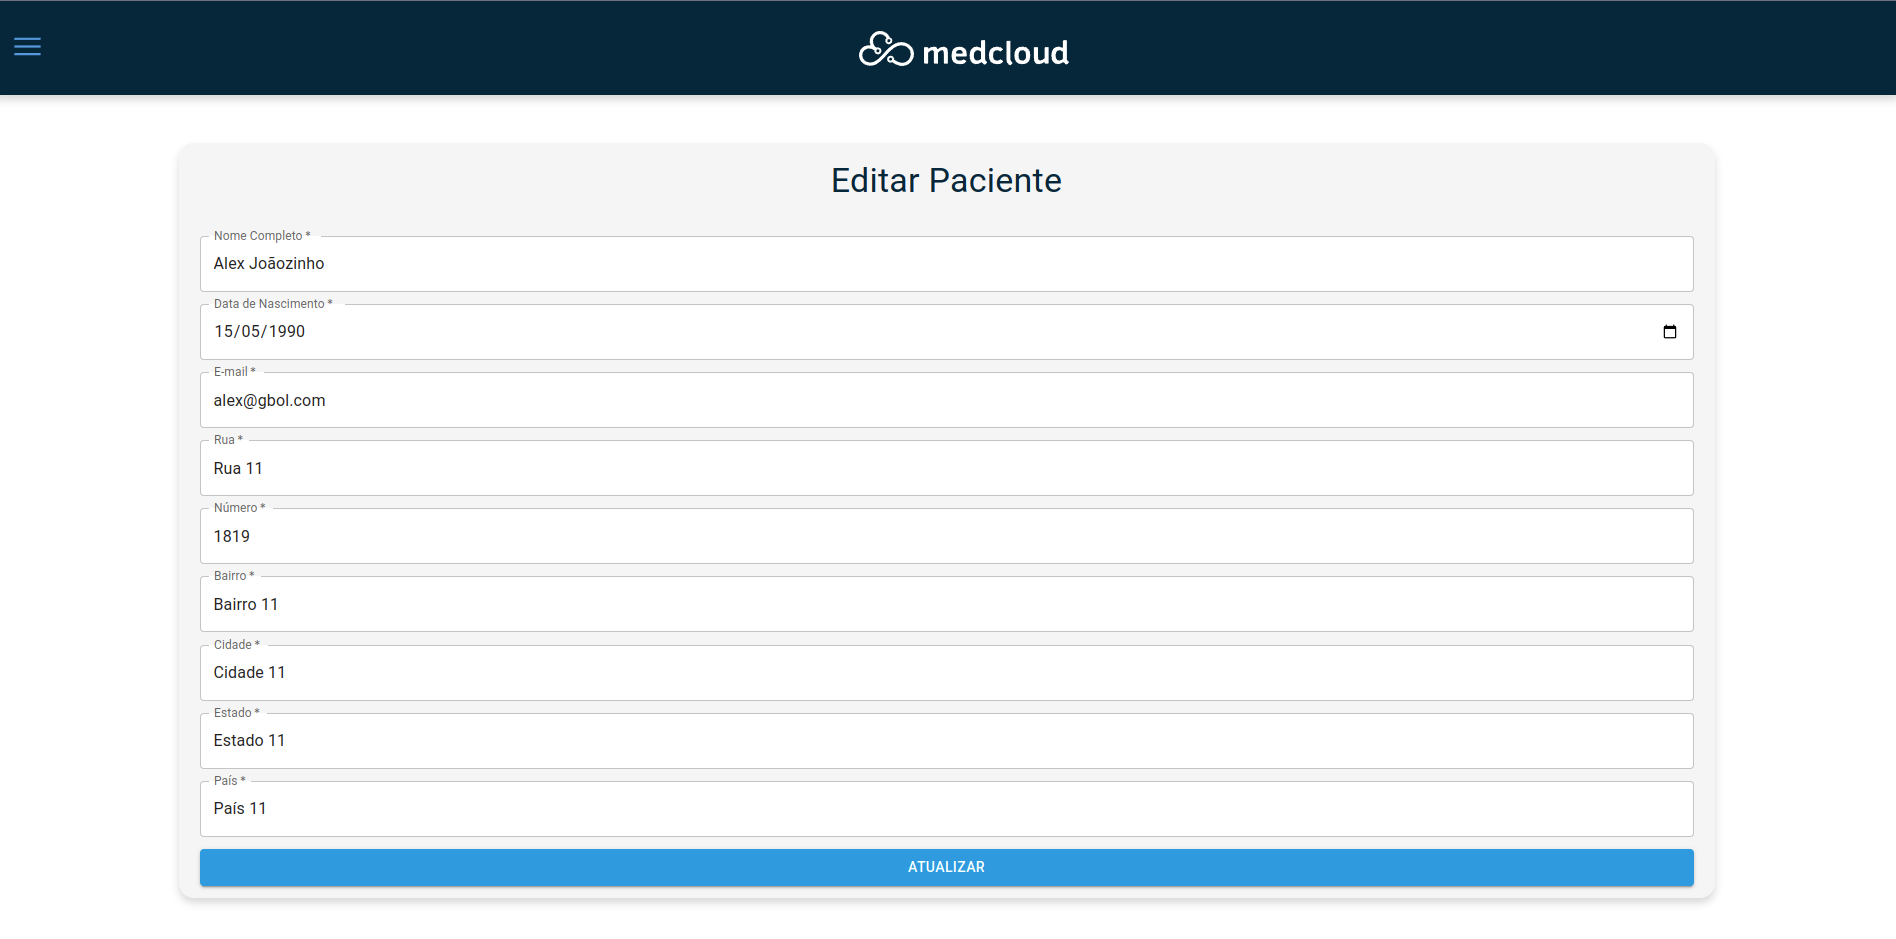 medcloud
Editar Paciente
Nome Completo *
Alex Joãozinho
Data de Nascimento *
15/05/1990
E-mail *
alex@gbol.com
Rua *
Rua 11
Número *
1819
Bairro *
Bairro 11
Cidade *
Cidade 11
Estado *
Estado 11
País *
País 11
ATUALIZAR